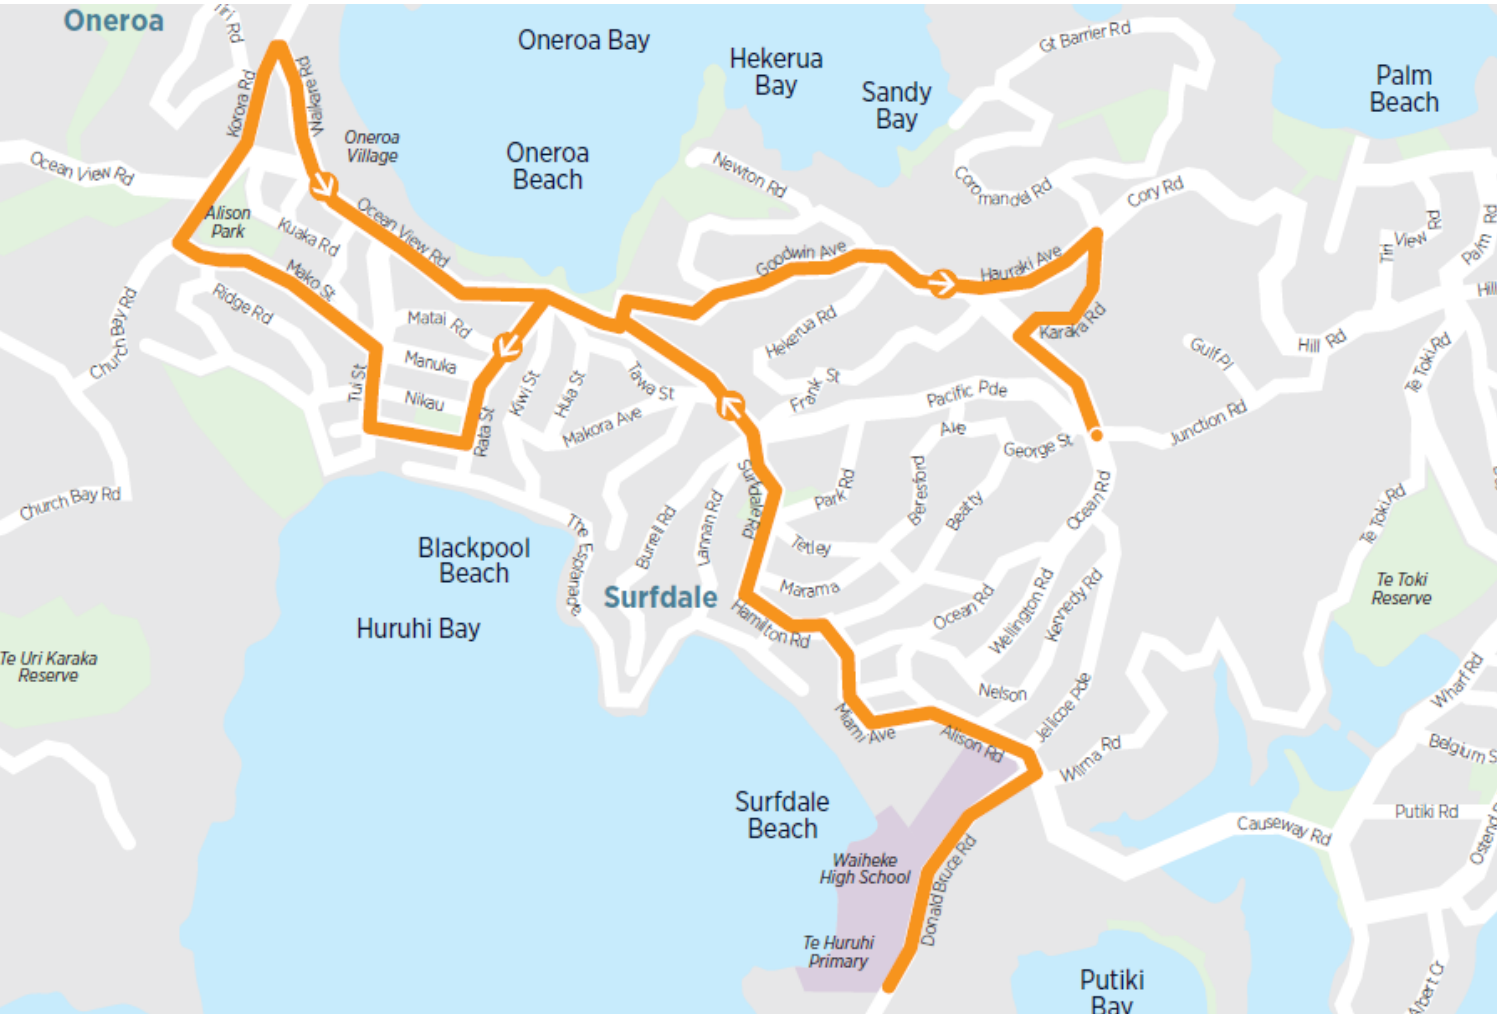 Oneroa
Tiri Rd
Korora Rd
Waikare Rd
Oneroa
Village
Oneroa Bay
Hekerua
Bay
Sandy
Bay
Gt Barrier Rd
Palm
Beach
Oneroa
Beach
Ocean View Rd
Newton Rd
Coromandel Rd
Cory Rd
Alison
Park
Kuaka Rd
Ocean View Rd
Goodwin Ave
Hauraki Ave
Tiri View Rd
Palm Rd
Mako St
Ridge Rd
Church Bay Rd
Matai Rd
Manuka
Nikau
Tui St
Rata St
Kiwi St
Huia St
Tawa St
Makora Ave
Hekerua Rd
Frank St
Karaka Rd
Gulf Pl
Hill Rd
Hill
Te Toki Rd
Pacific Pde
Ave
George St
Junction Rd
Church Bay Rd
Blackpool
Beach
Huruhi Bay
The Esplanade
Burrell Rd
Lannan Rd
Surfdale Rd
Park Rd
Beresford
Beatty
Ocean Rd
Te Toki Rd
Tetley
Marama
Surfdale
Hamilton Rd
Ocean Rd
Wellington Rd
Kennedy Rd
Te Toki
Reserve
Te Uri Karaka
Reserve
Nelson
Jellicoe Pde
Miami Ave
Alison Rd
Wilma Rd
Wharf Rd
Belgium S
Surfdale
Beach
Waiheke
High School
Donald Bruce Rd
Causeway Rd
Putiki Rd
Ostend
Te Huruhi
Primary
Putiki
Bay
Albert Cr